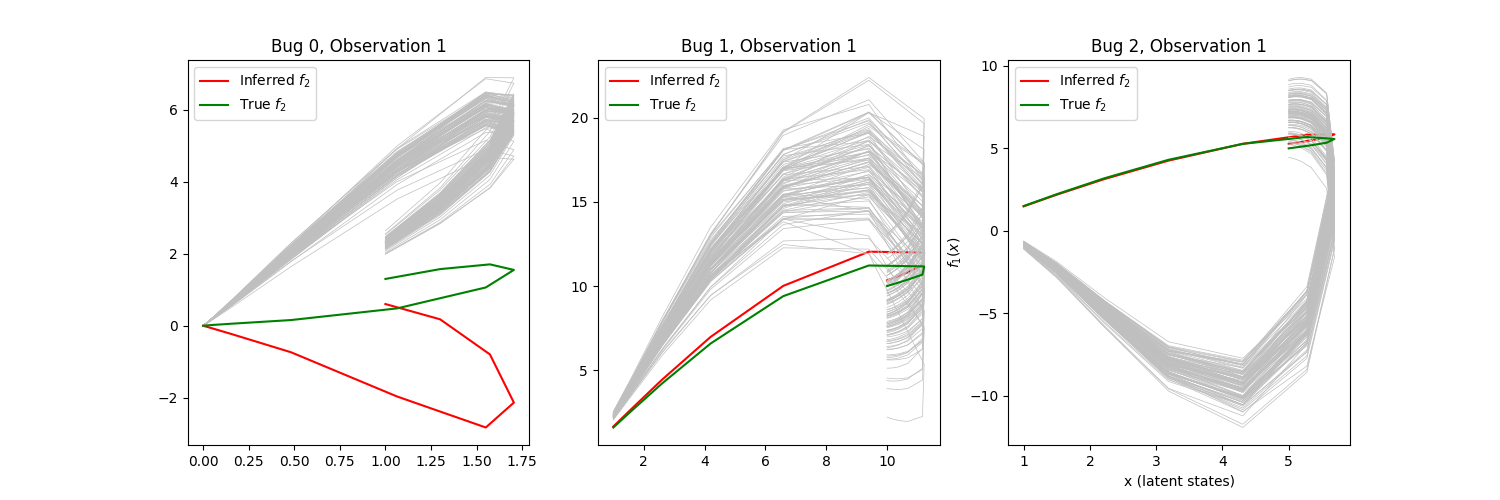 Bug 0, Observation 1
Inferred f₂
True f₂
6
4
2
0
−2
0.00 0.25 0.50 0.75 1.00 1.25 1.50 1.75
Bug 1, Observation 1
Inferred f₂
True f₂
20
15
10
5
2 4 6 8 10
Bug 2, Observation 1
Inferred f₂
True f₂
f₁(x)
10
5
0
−5
−10
1 2 3 4 5
x (latent states)